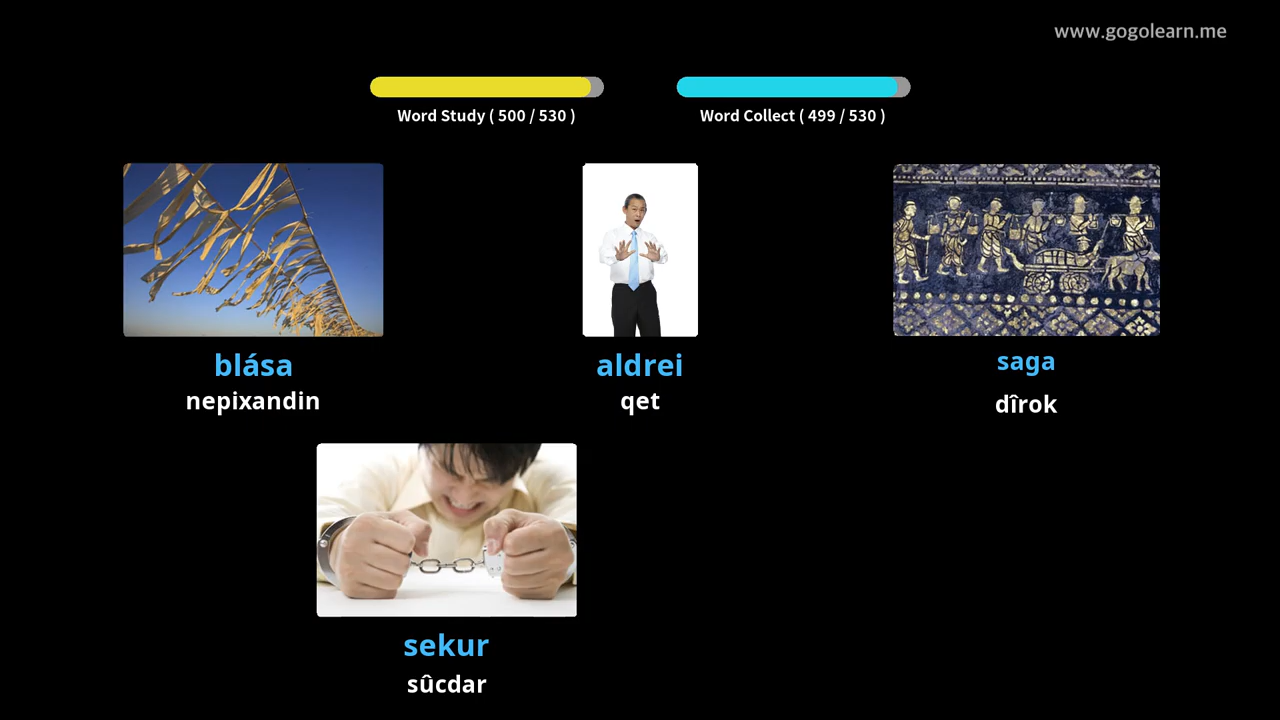 www.gogolearn.me
Word Study ( 500 / 530 )
Word Collect ( 499 / 530 )
blása
nepixandin
aldrei
qet
saga
dîrok
sekur
sûcdar